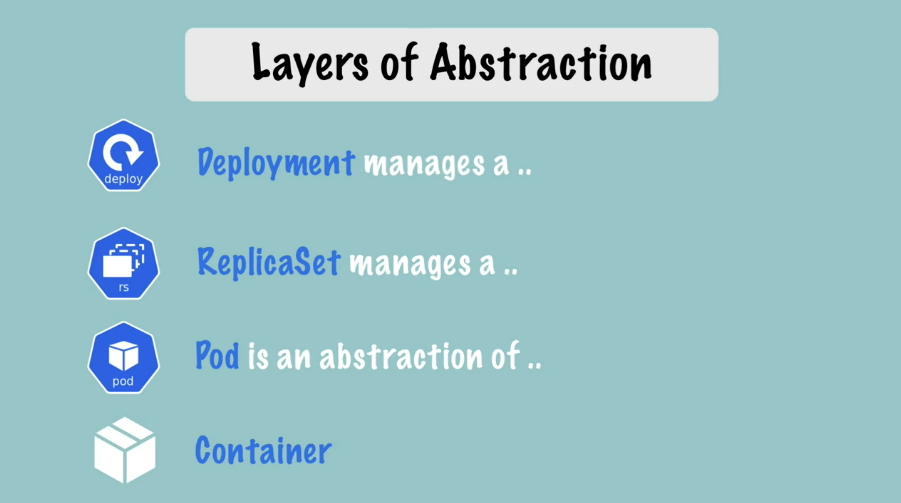 Layers of Abstraction
deploy
Deployment manages a ..
rs
ReplicaSet manages a ..
pod
Pod is an abstraction of ..
Container